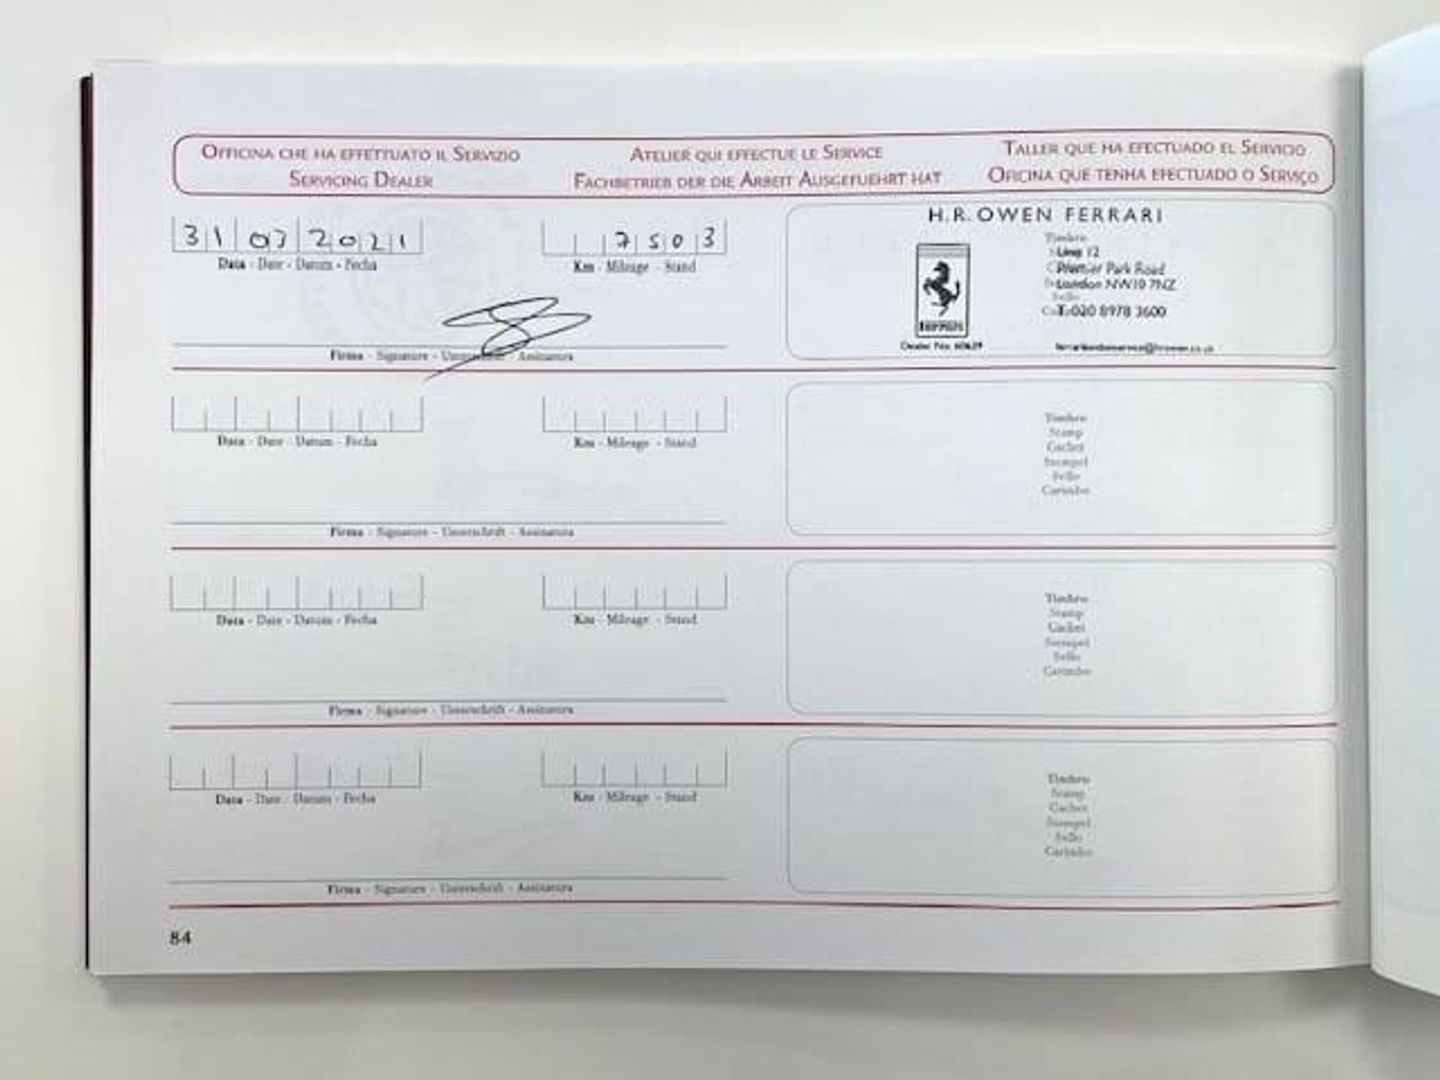 OFFICINA CHE HA EFFETTUATO IL SERVIZIO
SERVICING DEALER
ATELIER QUI EFFECTUE LE SERVICE
FACHBETRIEB DER DIE ARBEIT AUSGEFUEHRT HAT
TALLER QUE HA EFECTUADO EL SERVICIO
OFICINA QUE TENHA EFECTUADO O SERVIÇO
31 07 2021
Data - Date - Datum - Fecha
7503
Km - Mileage - Stand
Firma - Signature - Assinatura
H.R. OWEN FERRARI
Timbro
Premier Park Road
London NW10 7NZ
T: 020 8978 3600
Ferrari
Data - Date - Datum - Fecha
Km - Mileage - Stand
Firma - Signature - Unterschrift - Assinatura
Timbro
Stamp
Cachet
Stempel
Sello
Carimbo
Data - Date - Datum - Fecha
Km - Mileage - Stand
Firma - Signature - Unterschrift - Assinatura
Timbro
Stamp
Cachet
Stempel
Sello
Carimbo
Data - Date - Datum - Fecha
Km - Mileage - Stand
Firma - Signature - Unterschrift - Assinatura
Timbro
Stamp
Cachet
Stempel
Sello
Carimbo
84